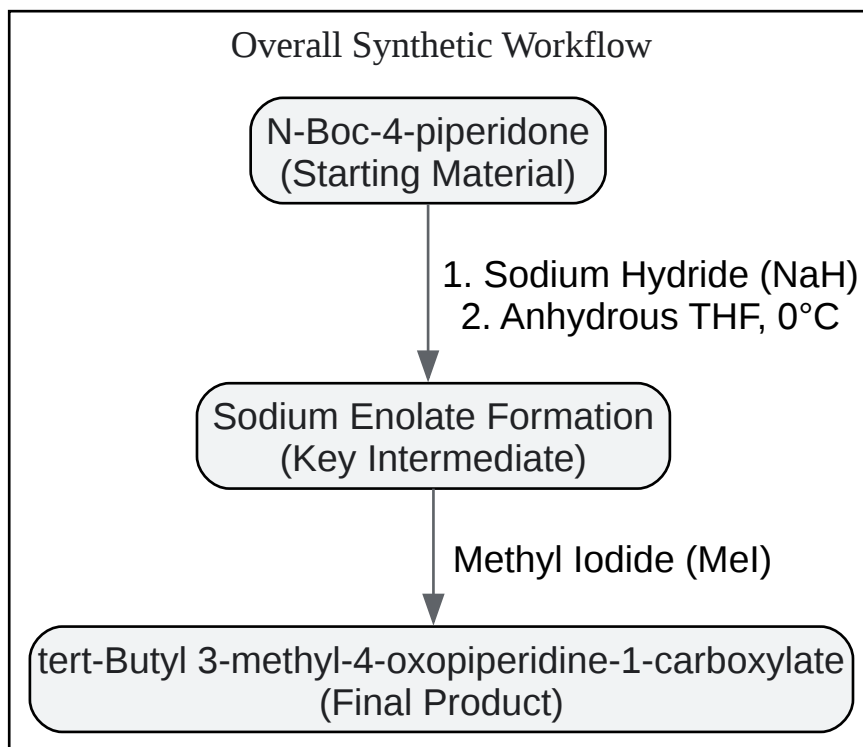 Overall Synthetic Workflow
N-Boc-4-piperidone
(Starting Material)
1. Sodium Hydride (NaH)
2. Anhydrous THF, 0°C
Sodium Enolate Formation
(Key Intermediate)
Methyl Iodide (MeI)
tert-Butyl 3-methyl-4-oxopiperidine-1-carboxylate
(Final Product)